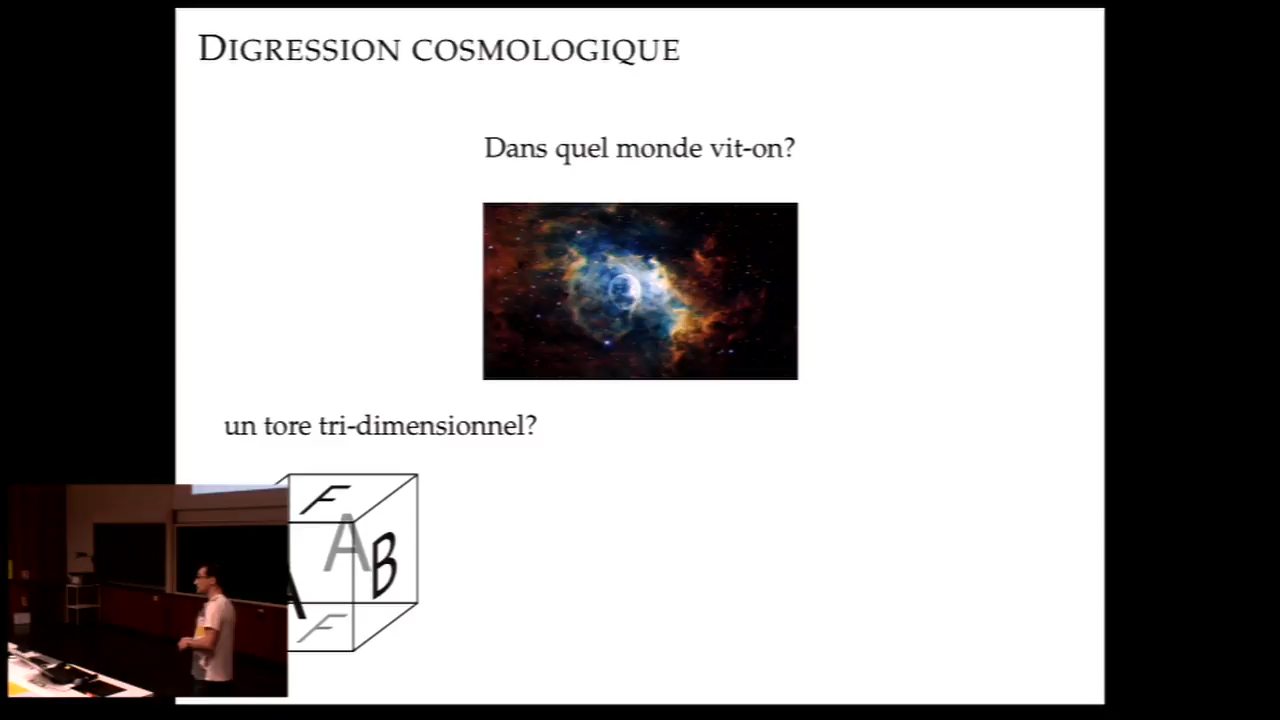 DIGRESSION COSMOLOGIQUE
Dans quel monde vit-on?
un tore tri-dimensionnel?
F
A
B
A
F